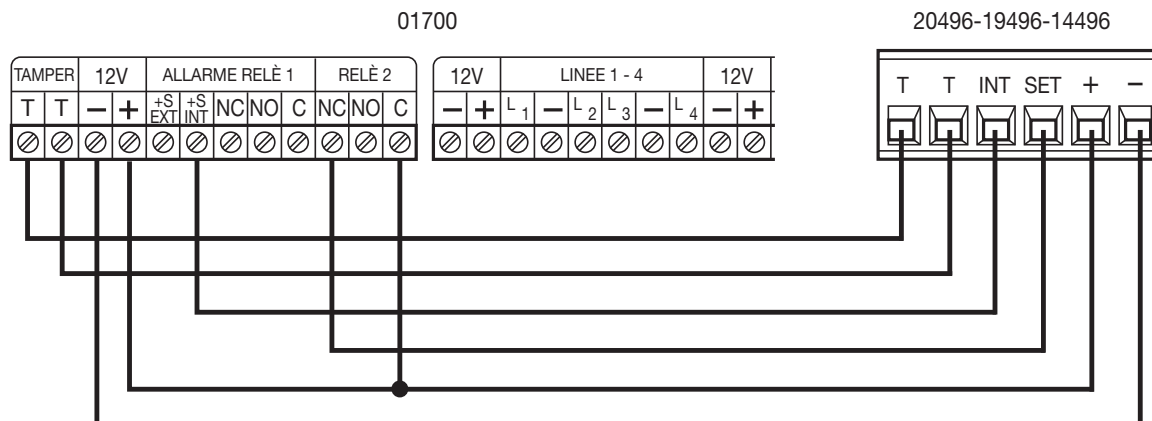 01700
20496-19496-14496
TAMPER 12V ALLARME RELÈ 1 RELÈ 2
T T − + +S EXT +S INT NC NO C NC NO C
12V LINEE 1 - 4 12V
− + L 1 − L 2 L 3 − L 4 − +
T T INT SET + −